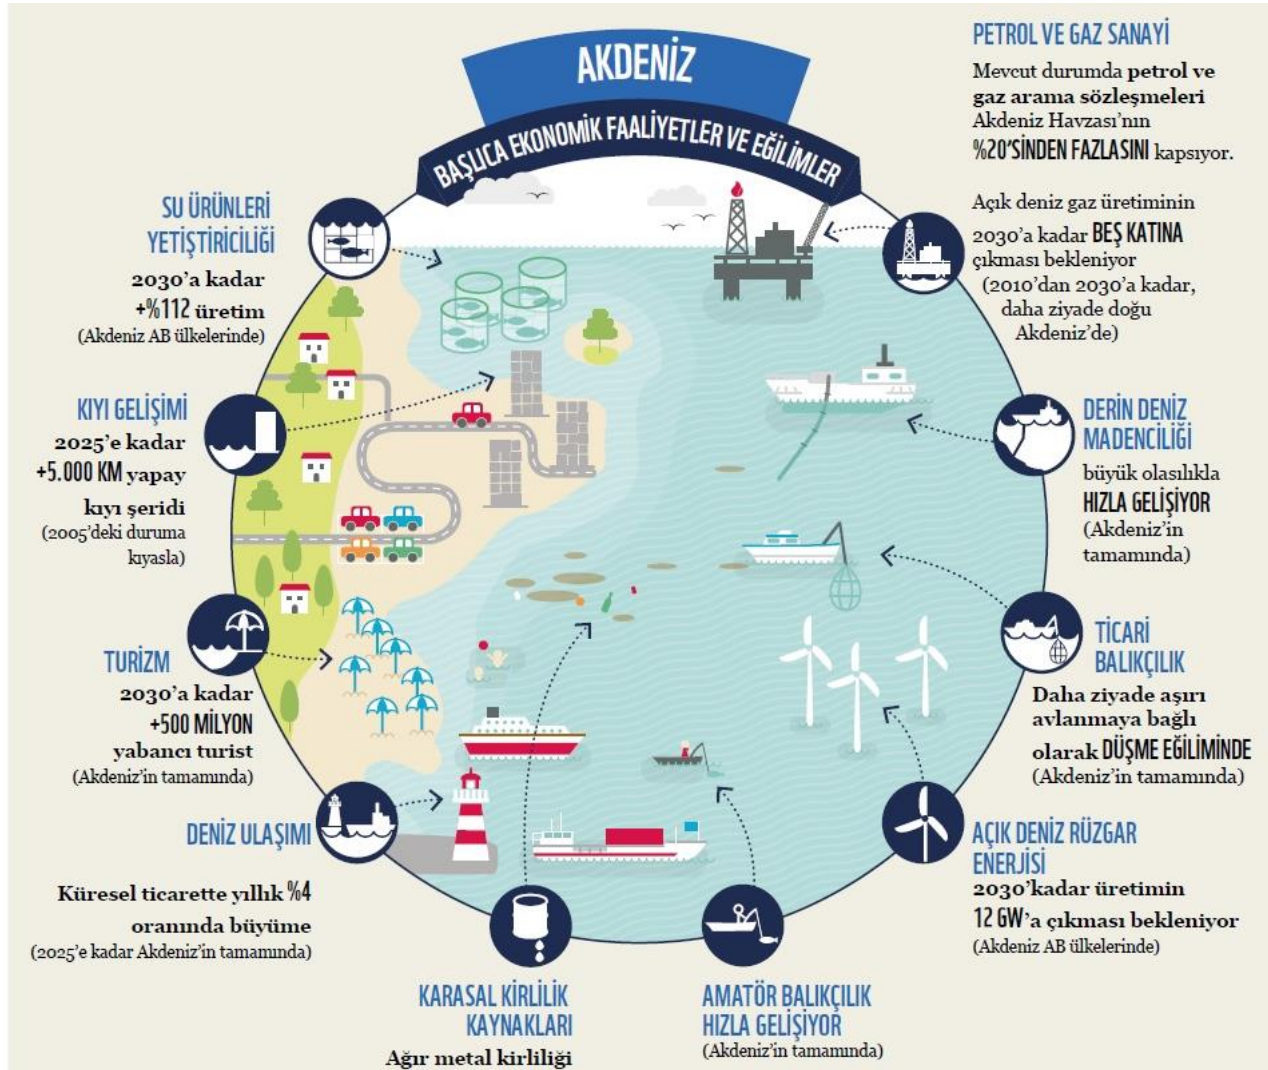 AKDENİZ
BAŞLICA EKONOMİK FAALİYETLER VE EĞİLİMLER
PETROL VE GAZ SANAYİ
Mevcut durumda petrol ve
gaz arama sözleşmeleri
Akdeniz Havzası'nın
%20'SİNDEN FAZLASINI kapsıyor.
Açık deniz gaz üretiminin
2030'a kadar BEŞ KATINA
çıkması bekleniyor
(2010'dan 2030'a kadar,
daha ziyade doğu
Akdeniz'de)
SU ÜRÜNLERİ
YETİŞTİRİCİLİĞİ
2030'a kadar
+%112 üretim
(Akdeniz AB ülkelerinde)
KIYI GELİŞİMİ
2025'e kadar
+5.000 KM yapay
kıyı şeridi
(2005'deki duruma
kıyasla)
DERİN DENİZ
MADENCİLİĞİ
büyük olasılıkla
HIZLA GELİŞİYOR
(Akdeniz'in
tamamında)
TURİZM
2030'a kadar
+500 MİLYON
yabancı turist
(Akdeniz'in tamamında)
TİCARİ
BALIKÇILIK
Daha ziyade aşırı
avlanmaya bağlı
olarak DÜŞME EĞİLİMİNDE
(Akdeniz'in tamamında)
DENİZ ULAŞIMI
Küresel ticarette yıllık %4
oranında büyüme
(2025'e kadar Akdeniz'in tamamında)
AÇIK DENİZ RÜZGAR
ENERJİSİ
2030'kadar üretimin
12 GW'a çıkması bekleniyor
(Akdeniz AB ülkelerinde)
KARASAL KİRLİLİK
KAYNAKLARI
Ağır metal kirliliği
AMATÖR BALIKÇILIK
HIZLA GELİŞİYOR
(Akdeniz'in tamamında)